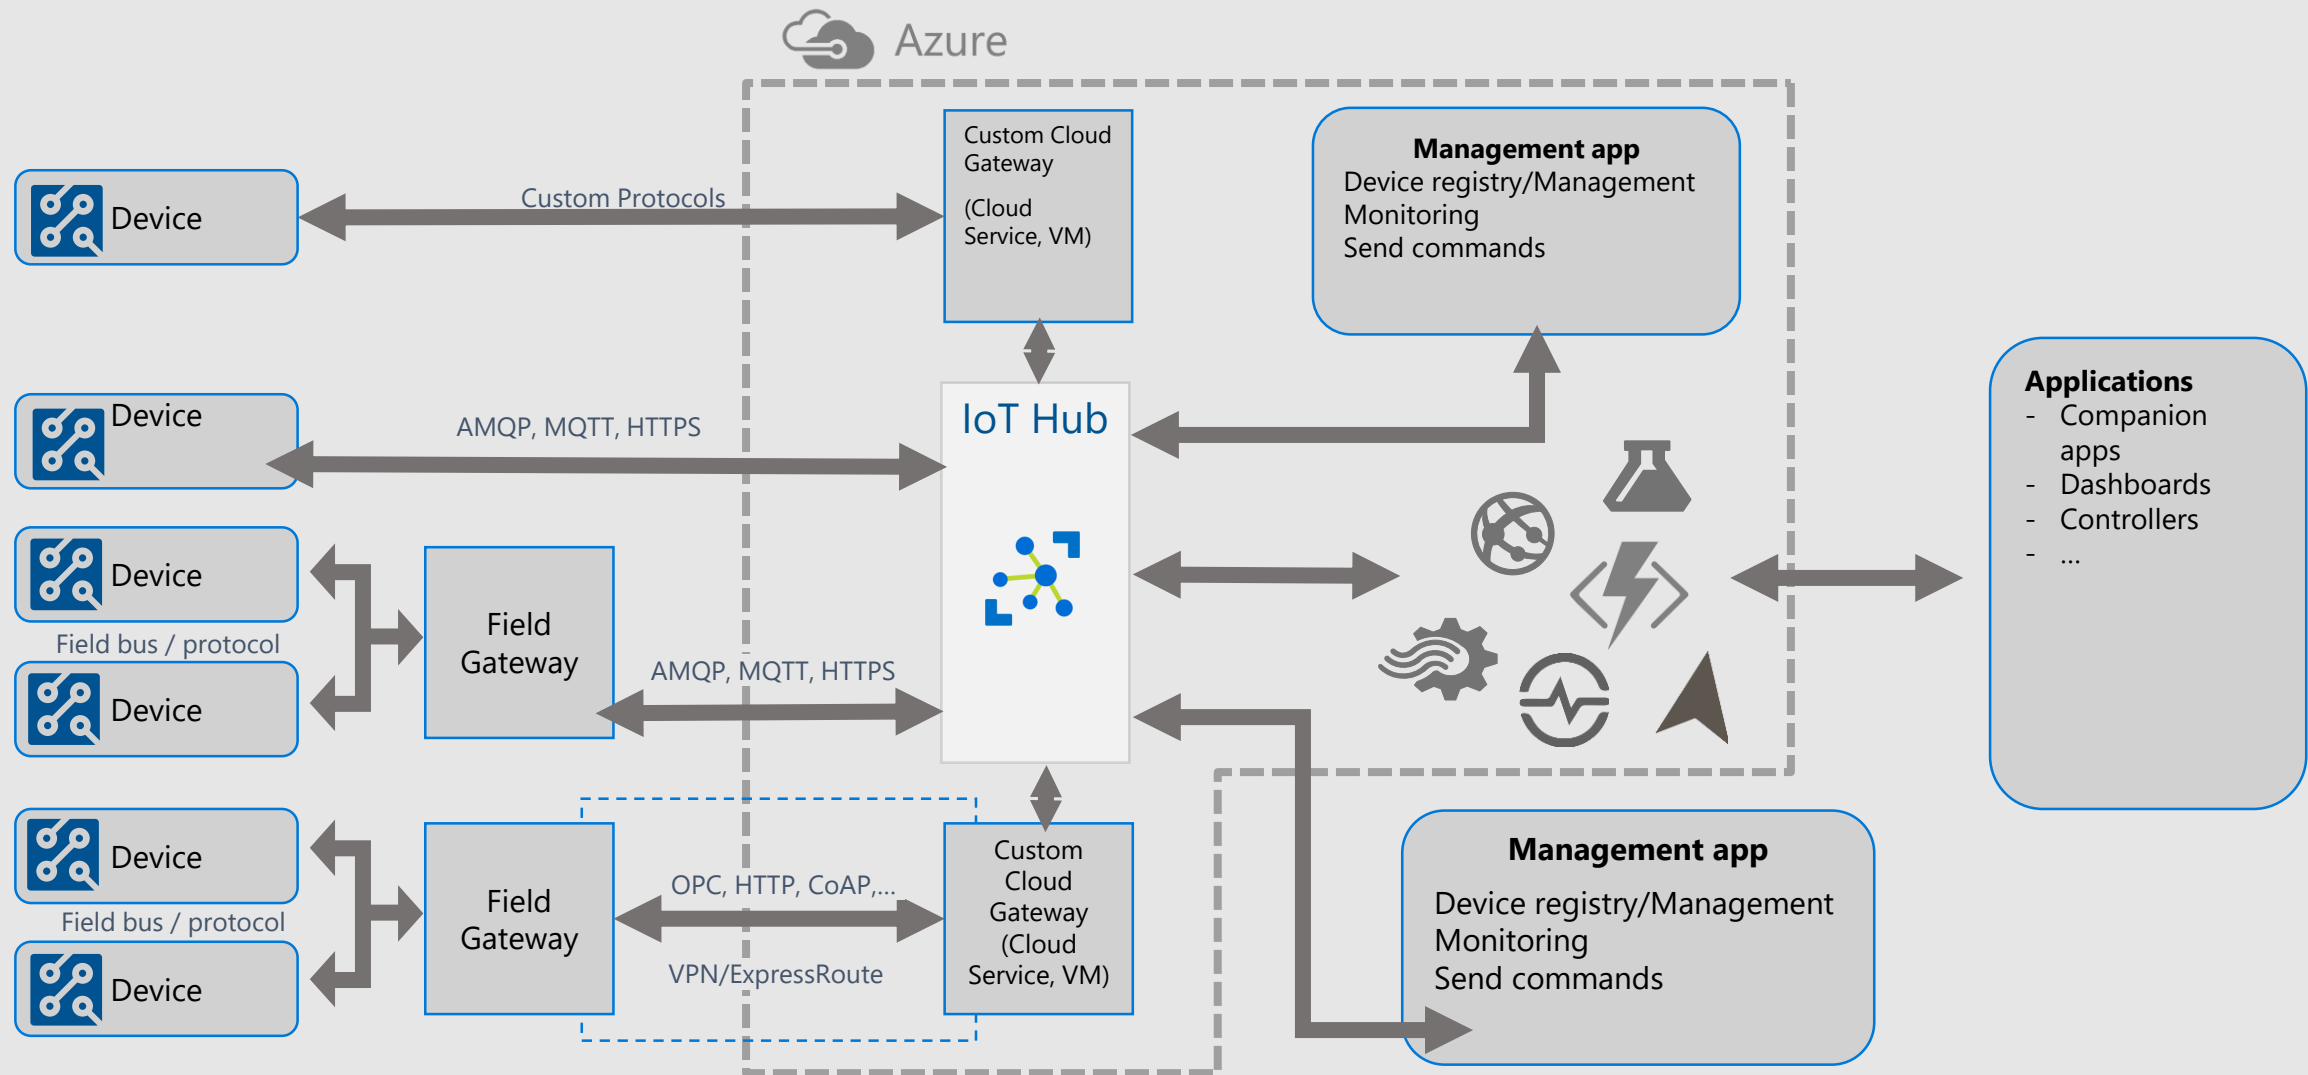 Azure
Custom Cloud
Gateway
(Cloud
Service, VM)
Management app
Device registry/Management
Monitoring
Send commands
Device
Custom Protocols
Device
AMQP, MQTT, HTTPS
IoT Hub
Applications
- Companion
apps
- Dashboards
- Controllers
- ...
Device
Field bus / protocol
Device
Field
Gateway
AMQP, MQTT, HTTPS
Device
Field bus / protocol
Device
Field
Gateway
OPC, HTTP, CoAP,...
VPN/ExpressRoute
Custom
Cloud
Gateway
(Cloud
Service, VM)
Management app
Device registry/Management
Monitoring
Send commands